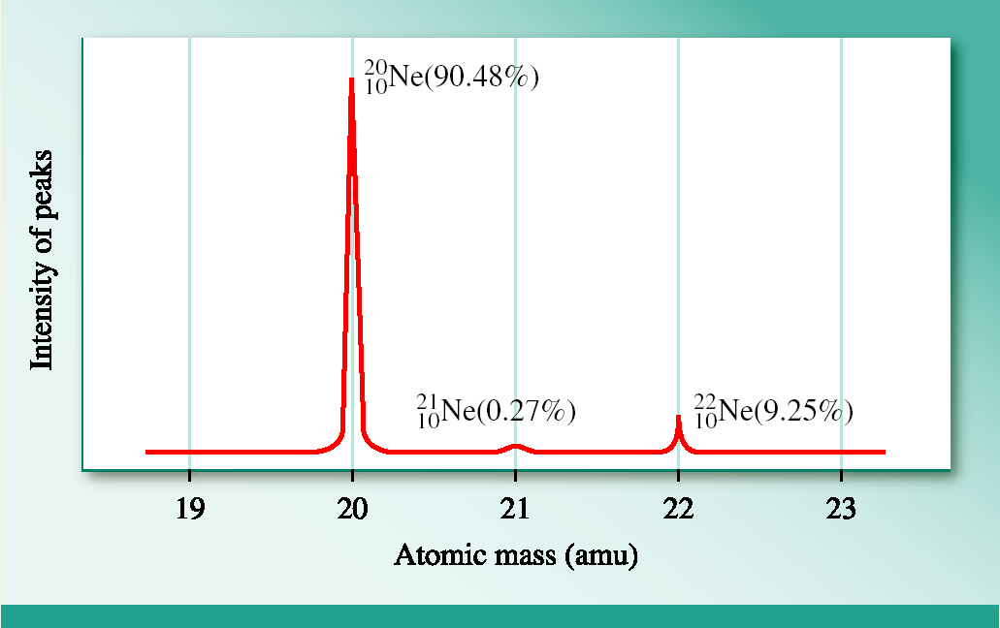 ²⁰₁₀Ne(90.48%)
Intensity of peaks
²¹₁₀Ne(0.27%)
²²₁₀Ne(9.25%)
19 20 21 22 23
Atomic mass (amu)